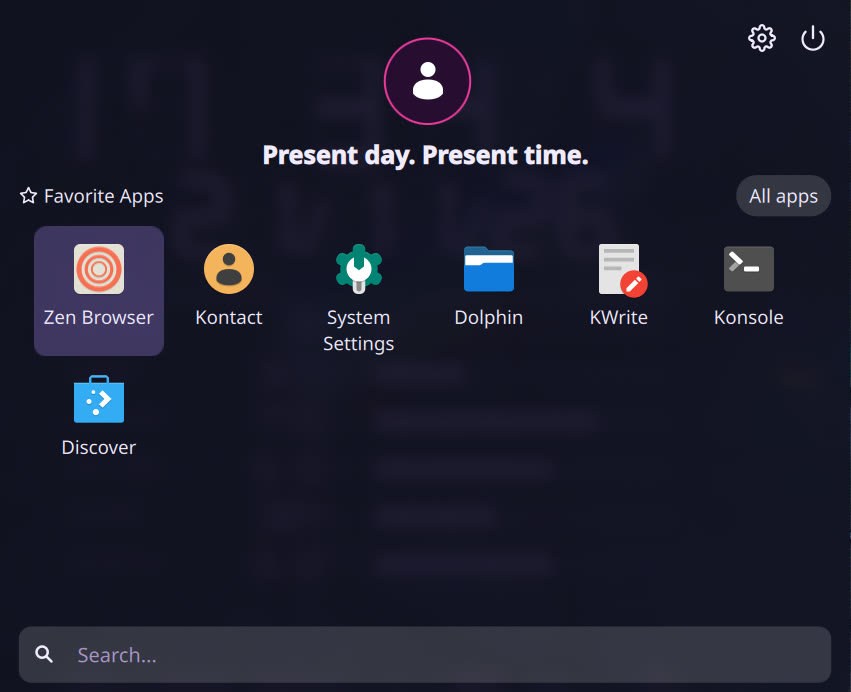 Present day. Present time.
Favorite Apps
All apps
Zen Browser
Kontact
System
Settings
Dolphin
KWrite
Konsole
Discover
Search...